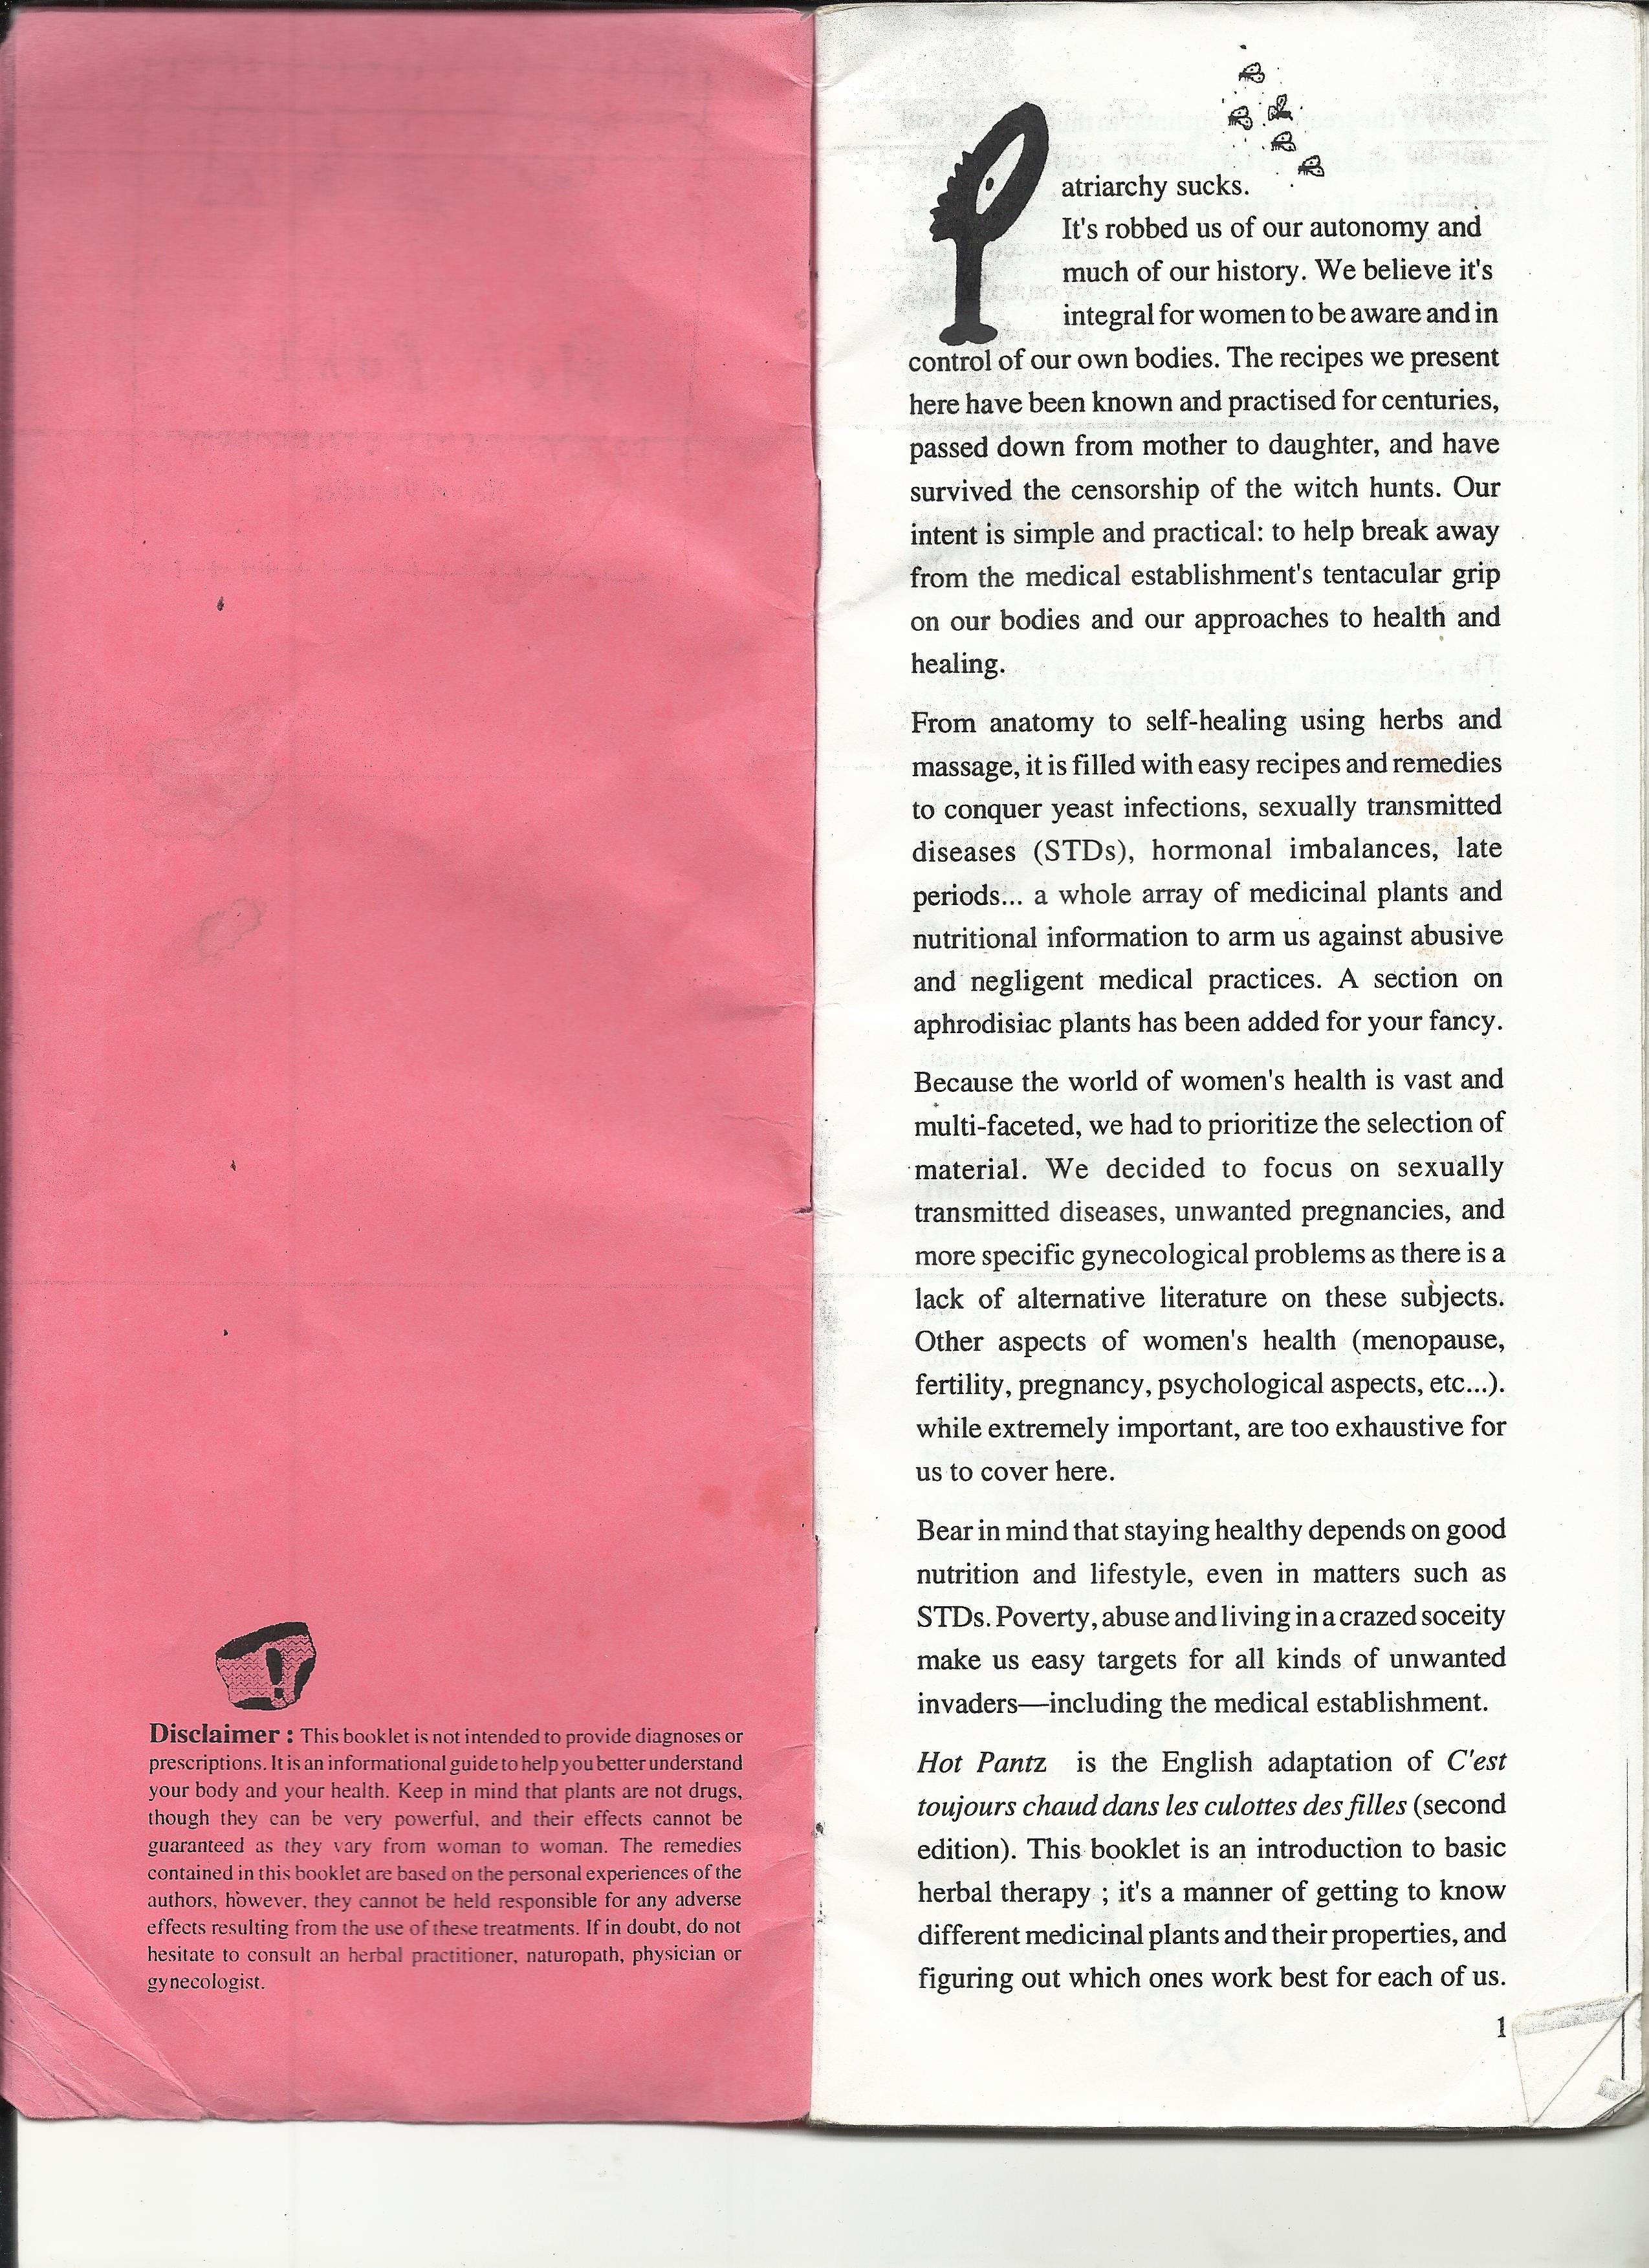 Disclaimer : This booklet is not intended to provide diagnoses or
prescriptions. It is an informational guide to help you better understand
your body and your health. Keep in mind that plants are not drugs,
though they can be very powerful, and their effects cannot be
guaranteed as they vary from woman to woman. The remedies
contained in this booklet are based on the personal experiences of the
authors, however, they cannot be held responsible for any adverse
effects resulting from the use of these treatments. If in doubt, do not
hesitate to consult an herbal practitioner, naturopath, physician or
gynecologist.
Patriarchy sucks.
It's robbed us of our autonomy and
much of our history. We believe it's
integral for women to be aware and in
control of our own bodies. The recipes we present
here have been known and practised for centuries,
passed down from mother to daughter, and have
survived the censorship of the witch hunts. Our
intent is simple and practical: to help break away
from the medical establishment's tentacular grip
on our bodies and our approaches to health and
healing.
From anatomy to self-healing using herbs and
massage, it is filled with easy recipes and remedies
to conquer yeast infections, sexually transmitted
diseases (STDs), hormonal imbalances, late
periods... a whole array of medicinal plants and
nutritional information to arm us against abusive
and negligent medical practices. A section on
aphrodisiac plants has been added for your fancy.
Because the world of women's health is vast and
multi-faceted, we had to prioritize the selection of
material. We decided to focus on sexually
transmitted diseases, unwanted pregnancies, and
more specific gynecological problems as there is a
lack of alternative literature on these subjects.
Other aspects of women's health (menopause,
fertility, pregnancy, psychological aspects, etc...).
while extremely important, are too exhaustive for
us to cover here.
Bear in mind that staying healthy depends on good
nutrition and lifestyle, even in matters such as
STDs. Poverty, abuse and living in a crazed soceity
make us easy targets for all kinds of unwanted
invaders—including the medical establishment.
Hot Pantz is the English adaptation of C'est
toujours chaud dans les culottes des filles (second
edition). This booklet is an introduction to basic
herbal therapy ; it's a manner of getting to know
different medicinal plants and their properties, and
figuring out which ones work best for each of us.
1